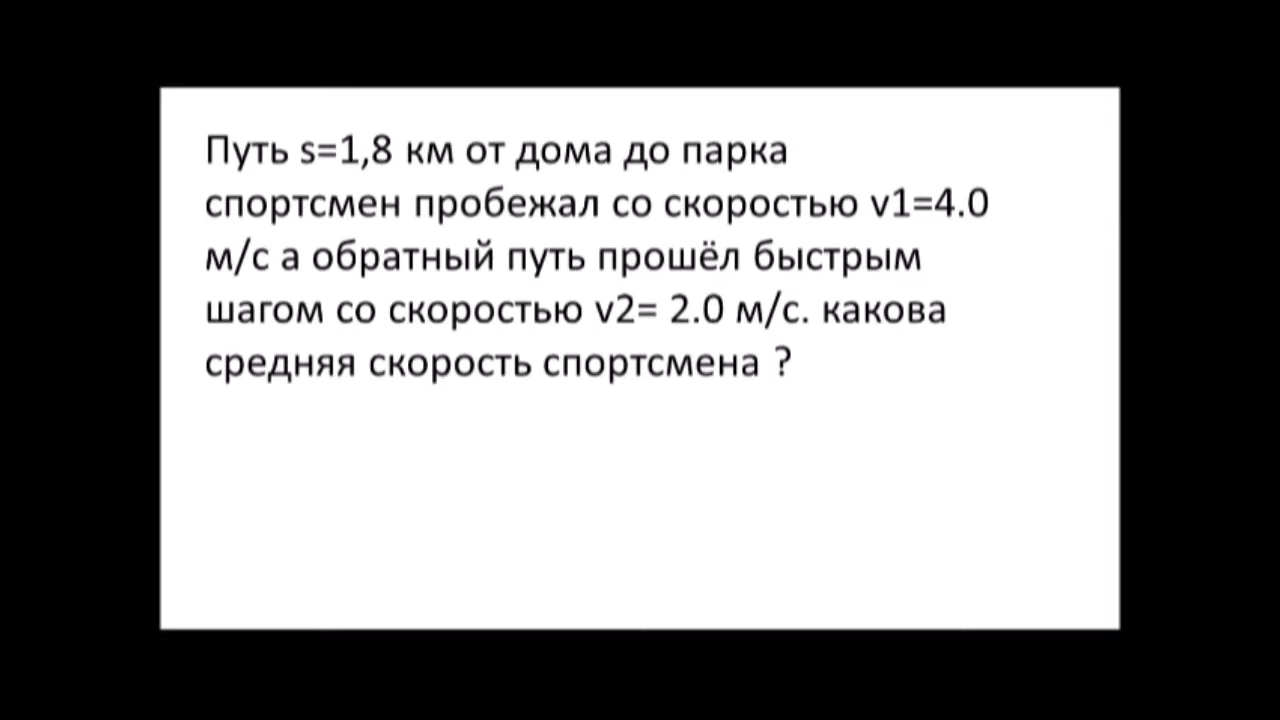 Путь s=1,8 км от дома до парка
спортсмен пробежал со скоростью v1=4.0
м/с а обратный путь прошёл быстрым
шагом со скоростью v2= 2.0 м/с. какова
средняя скорость спортсмена ?